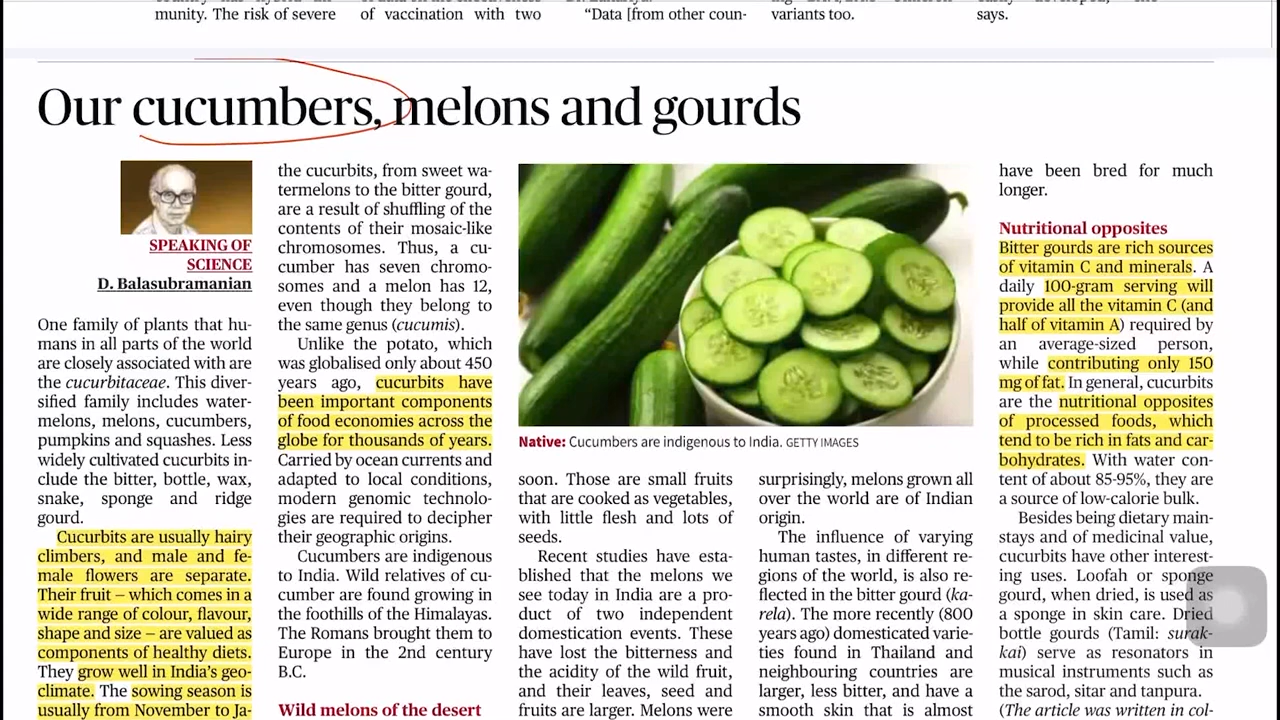 munity. The risk of severe
of vaccination with two
"Data [from other coun-
variants too.
says.
Our cucumbers, melons and gourds
SPEAKING OF
SCIENCE
D. Balasubramanian
One family of plants that hu-
mans in all parts of the world
are closely associated with are
the cucurbitaceae. This diver-
sified family includes water-
melons, melons, cucumbers,
pumpkins and squashes. Less
widely cultivated cucurbits in-
clude the bitter, bottle, wax,
snake, sponge and ridge
gourd.
Cucurbits are usually hairy
climbers, and male and fe-
male flowers are separate.
Their fruit – which comes in a
wide range of colour, flavour,
shape and size – are valued as
components of healthy diets.
They grow well in India's geo-
climate. The sowing season is
usually from November to Ja-
the cucurbits, from sweet wa-
termelons to the bitter gourd,
are a result of shuffling of the
contents of their mosaic-like
chromosomes. Thus, a cu-
cumber has seven chromo-
somes and a melon has 12,
even though they belong to
the same genus (cucumis).
Unlike the potato, which
was globalised only about 450
years ago, cucurbits have
been important components
of food economies across the
globe for thousands of years.
Carried by ocean currents and
adapted to local conditions,
modern genomic technolo-
gies are required to decipher
their geographic origins.
Cucumbers are indigenous
to India. Wild relatives of cu-
cumber are found growing in
the foothills of the Himalayas.
The Romans brought them to
Europe in the 2nd century
B.C.
Wild melons of the desert
Native: Cucumbers are indigenous to India. GETTY IMAGES
soon. Those are small fruits
that are cooked as vegetables,
with little flesh and lots of
seeds.
Recent studies have esta-
blished that the melons we
see today in India are a pro-
duct of two independent
domestication events. These
have lost the bitterness and
the acidity of the wild fruit,
and their leaves, seed and
fruits are larger. Melons were
surprisingly, melons grown all
over the world are of Indian
origin.
The influence of varying
human tastes, in different re-
gions of the world, is also re-
flected in the bitter gourd (ka-
rela). The more recently (800
years ago) domesticated varie-
ties found in Thailand and
neighbouring countries are
larger, less bitter, and have a
smooth skin that is almost
have been bred for much
longer.
Nutritional opposites
Bitter gourds are rich sources
of vitamin C and minerals. A
daily 100-gram serving will
provide all the vitamin C (and
half of vitamin A) required by
an average-sized person,
while contributing only 150
mg of fat. In general, cucurbits
are the nutritional opposites
of processed foods, which
tend to be rich in fats and car-
bohydrates. With water con-
tent of about 85-95%, they are
a source of low-calorie bulk.
Besides being dietary main-
stays and of medicinal value,
cucurbits have other interest-
ing uses. Loofah or sponge
gourd, when dried, is used as
a sponge in skin care. Dried
bottle gourds (Tamil: surak-
kai) serve as resonators in
musical instruments such as
the sarod, sitar and tanpura.
(The article was written in col-